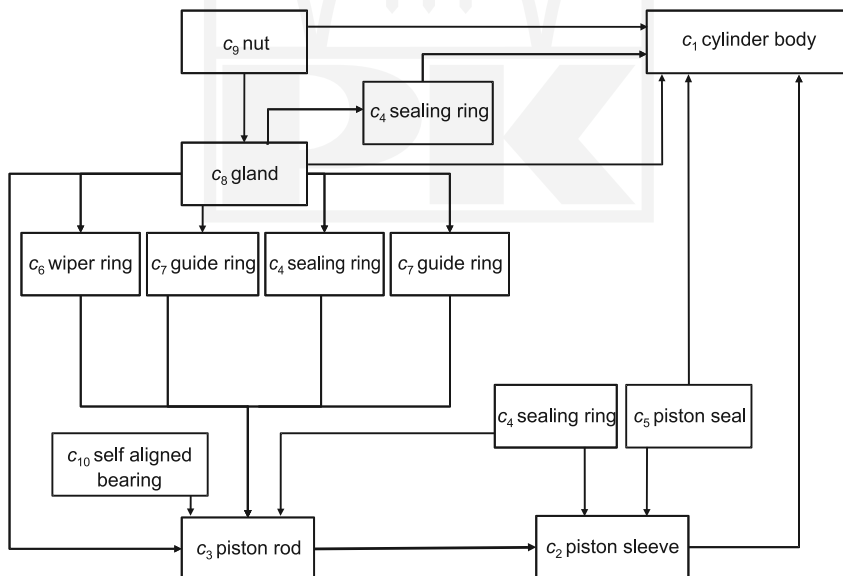 c₉ nut
c₁ cylinder body
c₄ sealing ring
c₈ gland
c₆ wiper ring
c₇ guide ring
c₄ sealing ring
c₇ guide ring
c₄ sealing ring
c₅ piston seal
c₁₀ self aligned
bearing
c₃ piston rod
c₂ piston sleeve